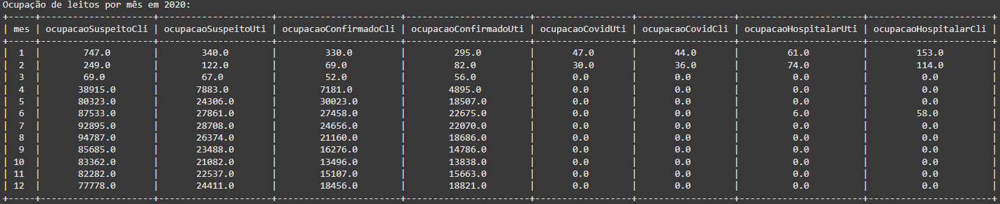 Ocupação de leitos por mês em 2020:
+-----+--------------------+--------------------+----------------------+----------------------+------------------+------------------+----------------------+----------------------+
| mes | ocupacaoSuspeitoCli | ocupacaoSuspeitoUti | ocupacaoConfirmadoCli | ocupacaoConfirmadoUti | ocupacaoCovidUti | ocupacaoCovidCli | ocupacaoHospitalarUti | ocupacaoHospitalarCli |
+-----+--------------------+--------------------+----------------------+----------------------+------------------+------------------+----------------------+----------------------+
| 1 | 747.0 | 340.0 | 330.0 | 295.0 | 47.0 | 44.0 | 61.0 | 153.0 |
| 2 | 249.0 | 122.0 | 69.0 | 82.0 | 30.0 | 36.0 | 74.0 | 114.0 |
| 3 | 69.0 | 67.0 | 52.0 | 56.0 | 0.0 | 0.0 | 0.0 | 0.0 |
| 4 | 38915.0 | 7883.0 | 7181.0 | 4895.0 | 0.0 | 0.0 | 0.0 | 0.0 |
| 5 | 80323.0 | 24306.0 | 30023.0 | 18507.0 | 0.0 | 0.0 | 0.0 | 0.0 |
| 6 | 87533.0 | 27861.0 | 27458.0 | 22675.0 | 0.0 | 0.0 | 6.0 | 58.0 |
| 7 | 92895.0 | 28708.0 | 24656.0 | 22070.0 | 0.0 | 0.0 | 0.0 | 0.0 |
| 8 | 94787.0 | 26374.0 | 21160.0 | 18686.0 | 0.0 | 0.0 | 0.0 | 0.0 |
| 9 | 85685.0 | 23488.0 | 16276.0 | 14786.0 | 0.0 | 0.0 | 0.0 | 0.0 |
| 10 | 83362.0 | 21082.0 | 13496.0 | 13838.0 | 0.0 | 0.0 | 0.0 | 0.0 |
| 11 | 82282.0 | 22537.0 | 15107.0 | 15663.0 | 0.0 | 0.0 | 0.0 | 0.0 |
| 12 | 77778.0 | 24411.0 | 18456.0 | 18821.0 | 0.0 | 0.0 | 0.0 | 0.0 |
+-----+--------------------+--------------------+----------------------+----------------------+------------------+------------------+----------------------+----------------------+